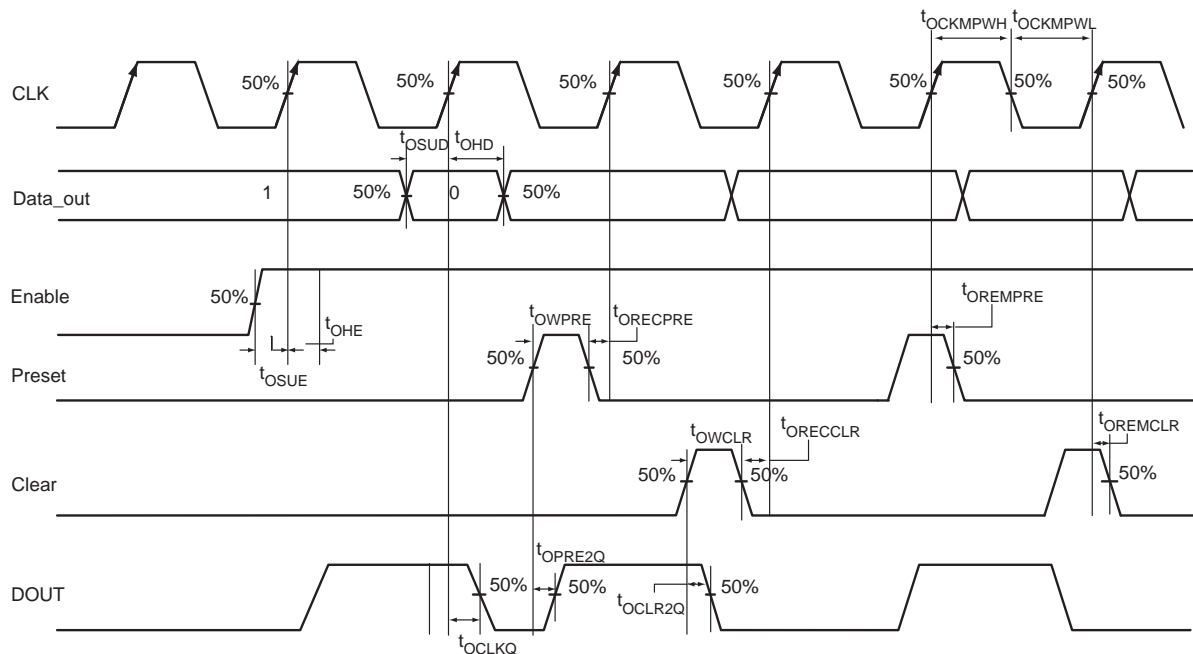 tOCKMPWH tOCKMPWL
CLK
50% 50% 50% 50% 50% 50% 50%
tOSUD tOHD
Data_out
1 50% 0 50%
Enable
50%
tOHE
tOSUE
tOWPRE tORECPRE
tOREMPRE
Preset
50% 50% 50%
tOWCLR tORECCLR
tOREMCLR
Clear
50% 50% 50%
tOPRE2Q
DOUT
50% 50% 50%
tOCLR2Q
tOCLKQ